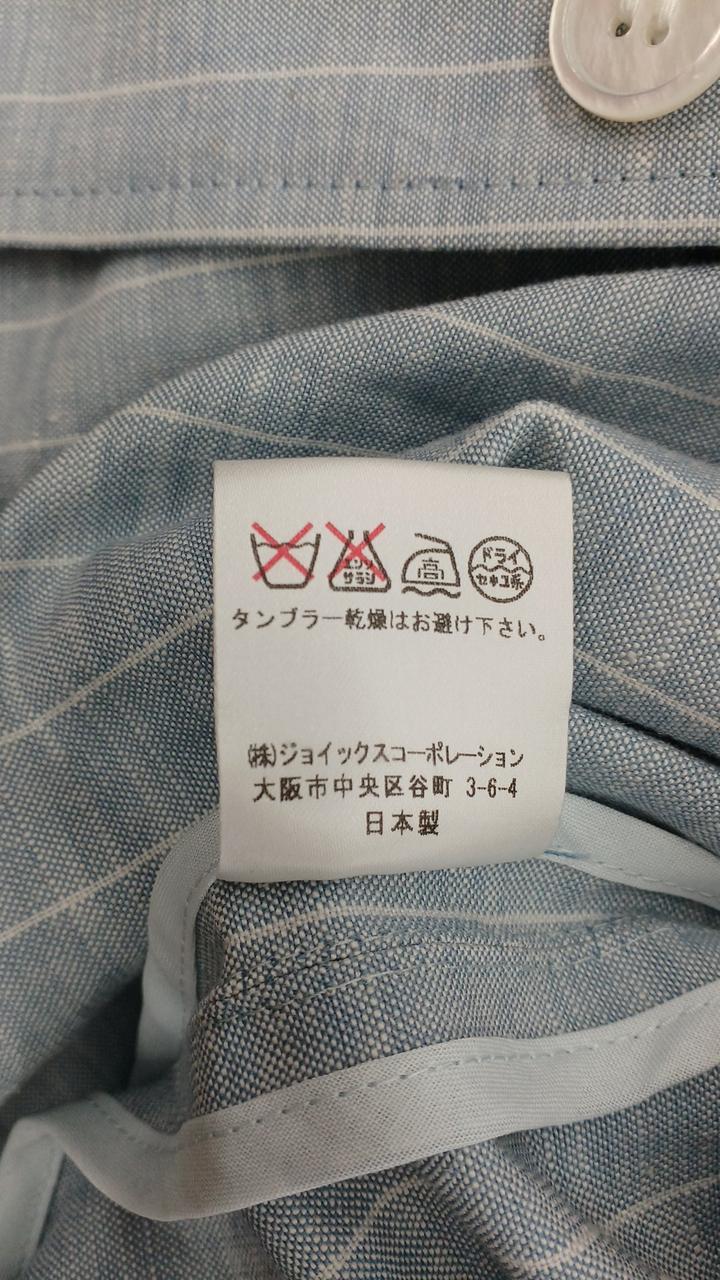 エンソ
サラシ
高
ドライ
セキユ系
タンブラー乾燥はお避け下さい。
(株)ジョイックスコーポレーション
大阪市中央区谷町 3-6-4
日本製